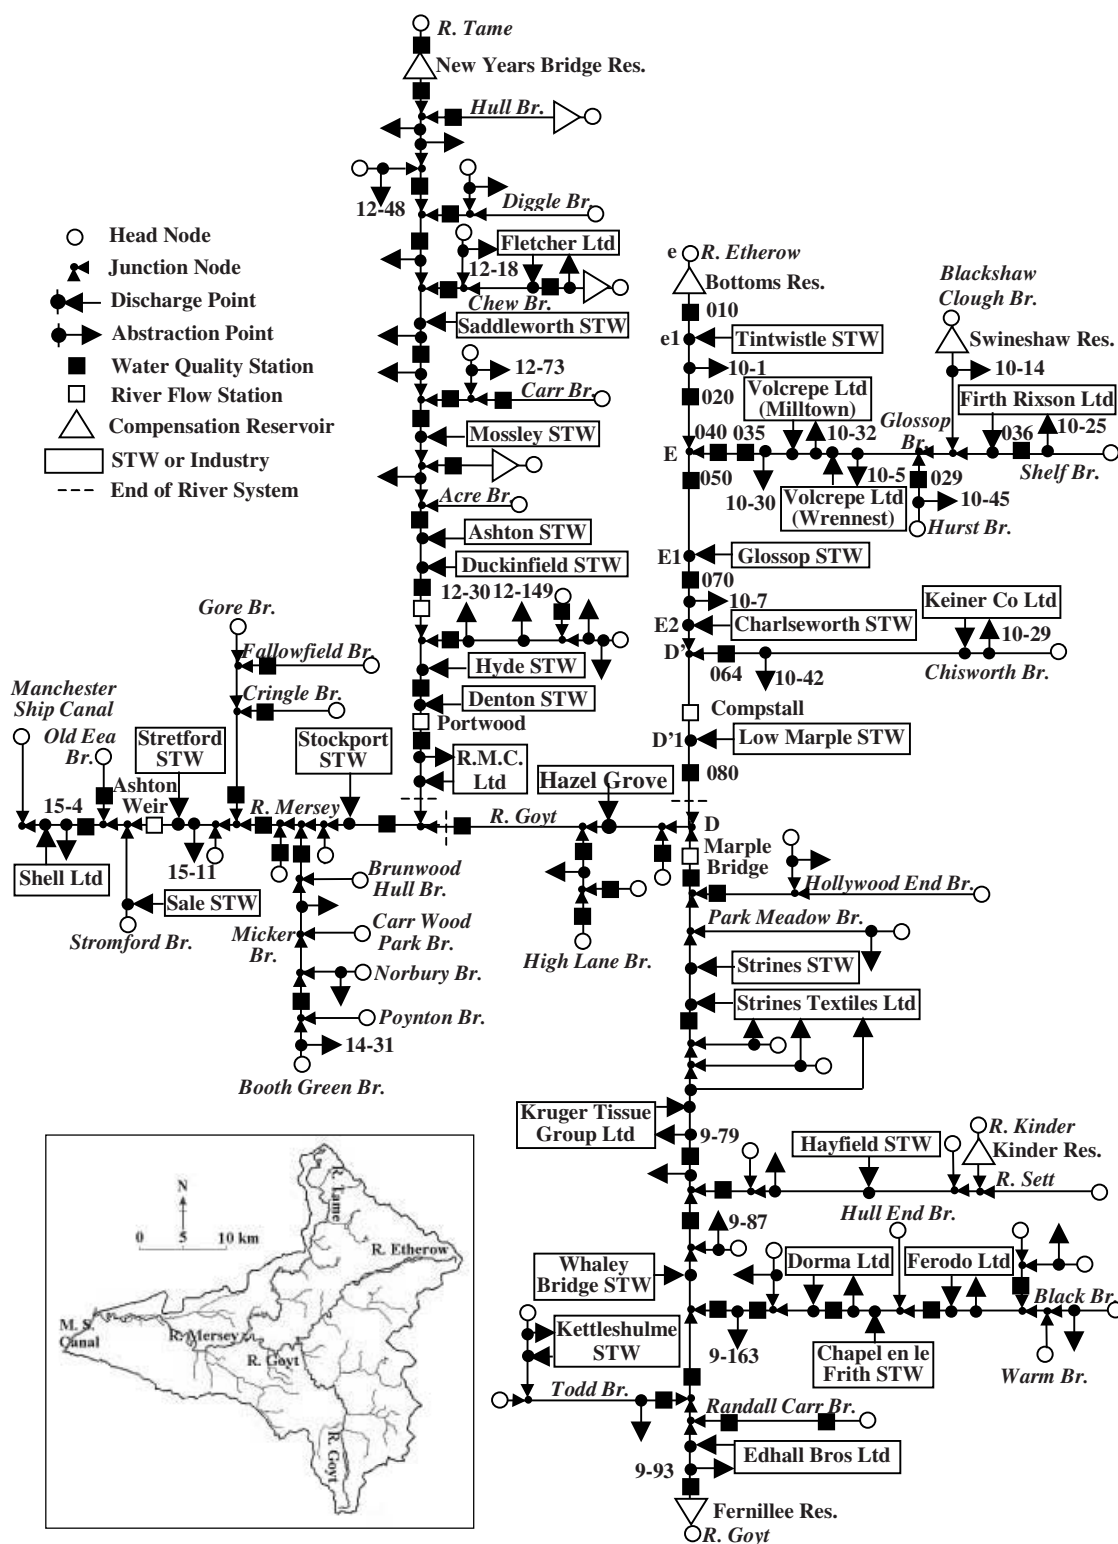 R. Tame
New Years Bridge Res.
Hull Br.
12-48
Diggle Br.
Fletcher Ltd
12-18
Chew Br.
Saddleworth STW
12-73
Carr Br.
Mossley STW
Acre Br.
Ashton STW
Duckinfield STW
12-30 12-149
Hyde STW
Denton STW
Portwood
R.M.C.
Ltd
Head Node
Junction Node
Discharge Point
Abstraction Point
Water Quality Station
River Flow Station
Compensation Reservoir
STW or Industry
End of River System
e
R. Etherow
Bottoms Res.
010
e1
Tintwistle STW
10-1
020
Blackshaw
Clough Br.
Swineshaw Res.
10-14
Volcrepe Ltd
(Milltown)
Firth Rixson Ltd
Glossop
Br.
040 035
10-32
036
10-25
E
Shelf Br.
050
10-30
10-5
029
10-45
Volcrepe Ltd
(Wrennest)
Hurst Br.
E1
Glossop STW
070
10-7
Keiner Co Ltd
E2
Charlseworth STW
10-29
D'
064
10-42
Chisworth Br.
Compstall
D'1
Low Marple STW
080
Gore Br.
Fallowfield Br.
Cringle Br.
Manchester
Ship Canal
Old Eea
Br.
Stretford
STW
Stockport
STW
Ashton
Weir
15-4
R. Mersey
Hazel Grove
R. Goyt
D
Marple
Bridge
15-11
Shell Ltd
Sale STW
Stromford Br.
Brunwood
Hull Br.
Micker
Br.
Carr Wood
Park Br.
Norbury Br.
Poynton Br.
14-31
Booth Green Br.
High Lane Br.
Hollywood End Br.
Park Meadow Br.
Strines STW
Strines Textiles Ltd
Kruger Tissue
Group Ltd
9-79
Hayfield STW
R. Kinder
Kinder Res.
R. Sett
Hull End Br.
9-87
Whaley
Bridge STW
Dorma Ltd
Ferodo Ltd
Black Br.
9-163
Chapel en le
Frith STW
Warm Br.
Kettleshulme
STW
Todd Br.
Randall Carr Br.
Edhall Bros Ltd
9-93
Fernillee Res.
R. Goyt
N
0 5 10 km
R. Tame
R. Etherow
M. S.
Canal
R. Mersey
R. Goyt
R. Goyt